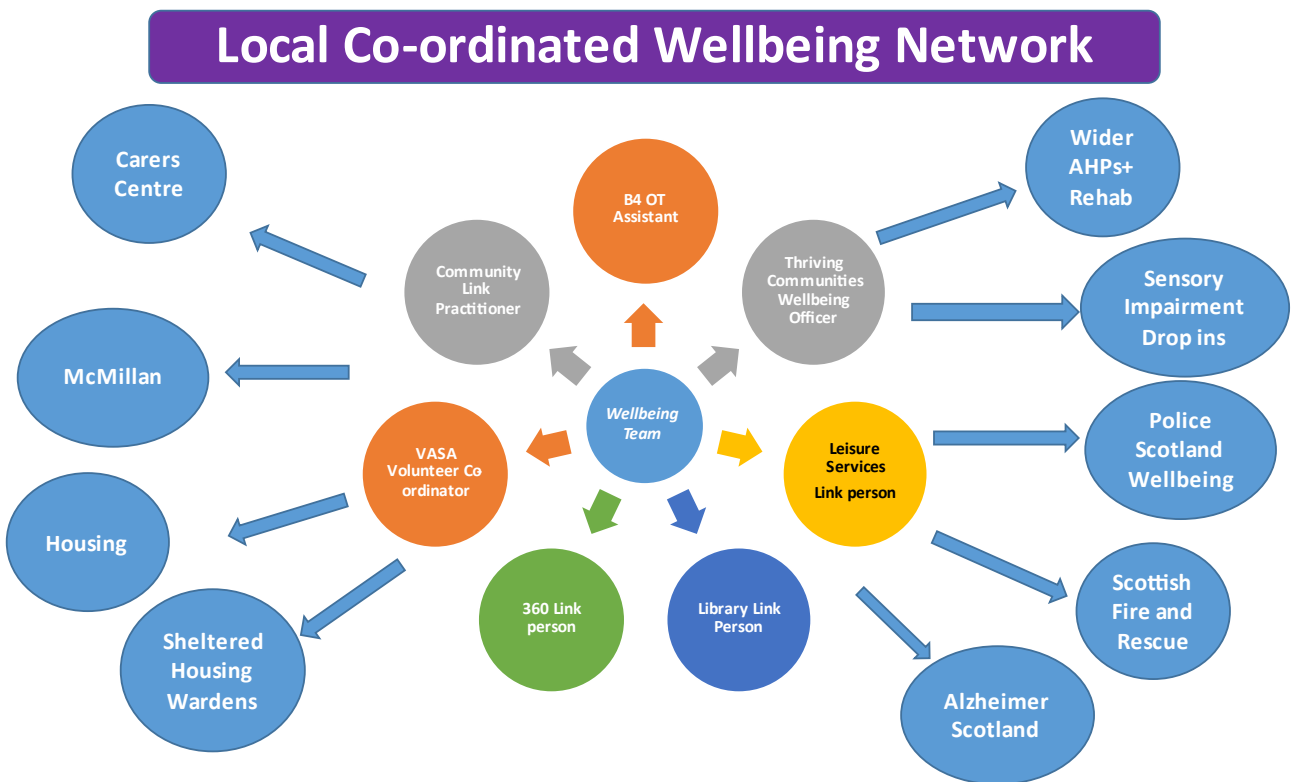 Local Co-ordinated Wellbeing Network
Carers
Centre
B4 OT
Assistant
Wider
AHPs+
Rehab
Community
Link
Practitioner
Thriving
Communities
Wellbeing
Officer
Sensory
Impairment
Drop ins
McMillan
Wellbeing
Team
VASA
Volunteer Co
ordinator
Leisure
Services
Link person
Police
Scotland
Wellbeing
Housing
360 Link
person
Library Link
Person
Scottish
Fire and
Rescue
Sheltered
Housing
Wardens
Alzheimer
Scotland